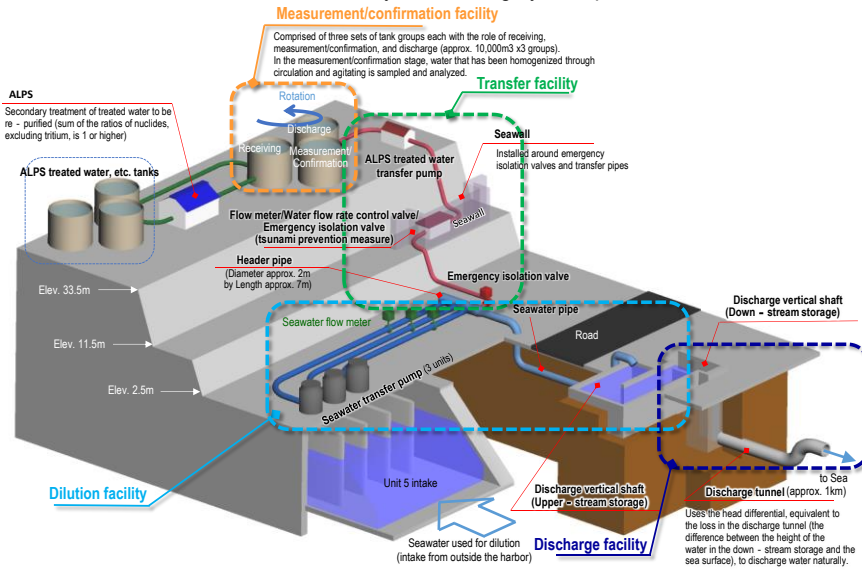 Measurement/confirmation facility
Comprised of three sets of tank groups each with the role of receiving,
measurement/confirmation, and discharge (approx. 10,000m3 x3 groups).
In the measurement/confirmation stage, water that has been homogenized through
circulation and agitating is sampled and analyzed.
Transfer facility
ALPS
Secondary treatment of treated water to be
re - purified (sum of the ratios of nuclides,
excluding tritium, is 1 or higher)
Rotation
Discharge
Receiving
Measurement/
Confirmation
Seawall
Installed around emergency
isolation valves and transfer pipes
ALPS treated water
transfer pump
ALPS treated water, etc. tanks
Seawall
Flow meter/Water flow rate control valve/
Emergency isolation valve
(tsunami prevention measure)
Header pipe
(Diameter approx. 2m
by Length approx. 7m)
Emergency isolation valve
Elev. 33.5m
Seawater flow meter
Seawater pipe
Road
Discharge vertical shaft
(Down - stream storage)
Elev. 11.5m
Elev. 2.5m
Seawater transfer pump (3 units)
Unit 5 intake
Dilution facility
Discharge vertical shaft
(Upper - stream storage)
to Sea
Discharge tunnel (approx. 1km)
Uses the head differential, equivalent to
the loss in the discharge tunnel (the
difference between the height of the
water in the down - stream storage and the
sea surface), to discharge water naturally.
Seawater used for dilution
(intake from outside the harbor)
Discharge facility